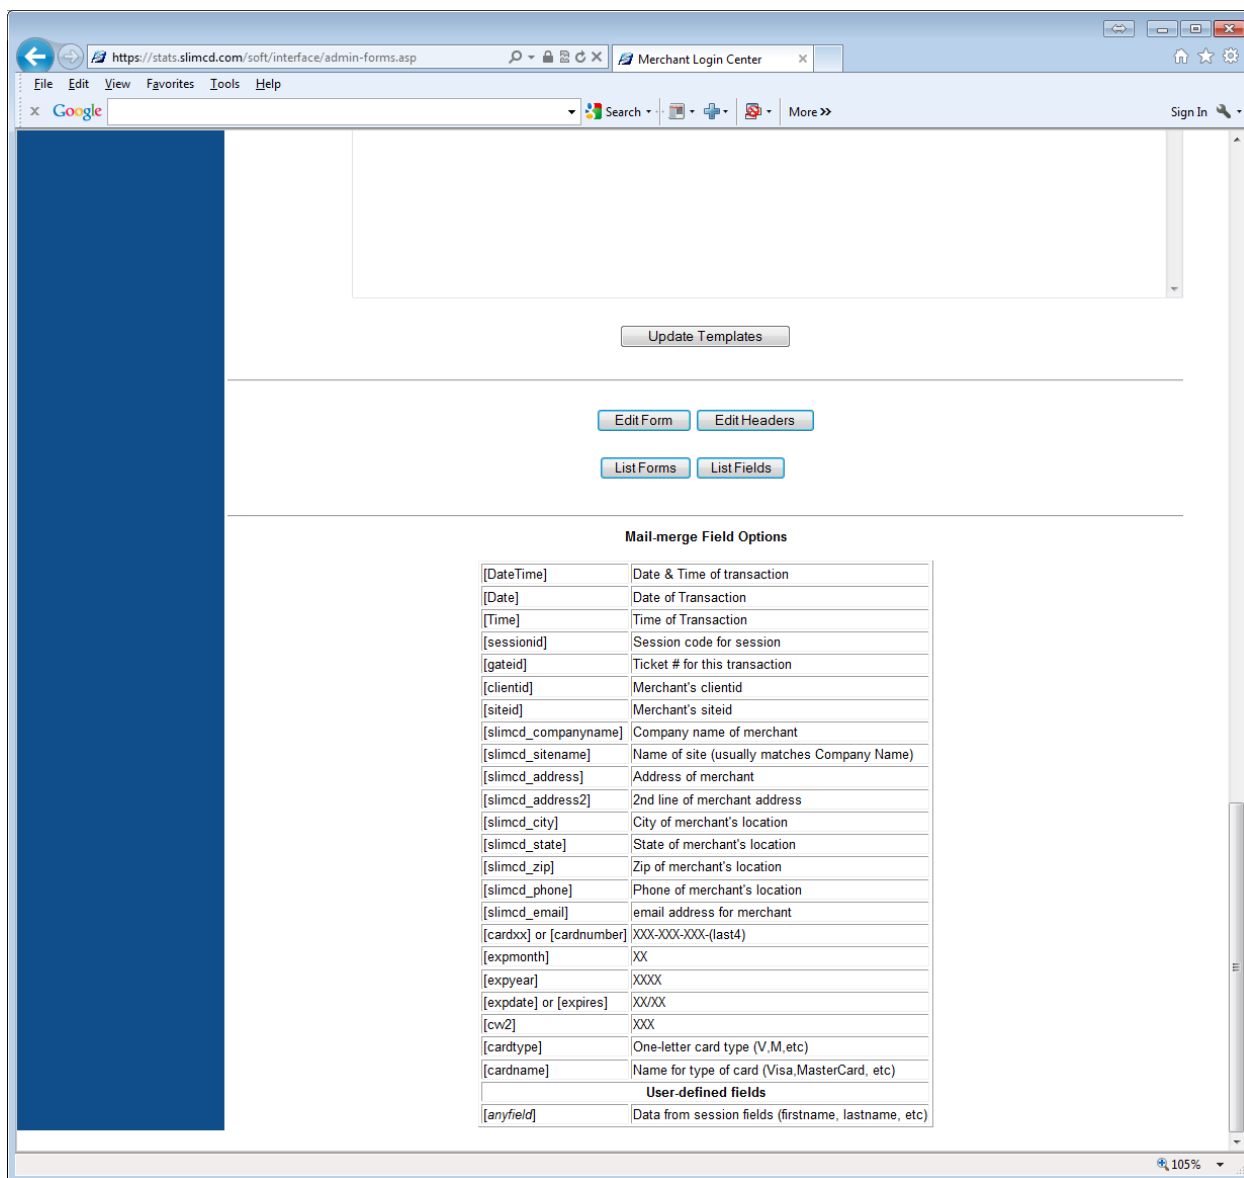 https://stats.slimcd.com/soft/interface/admin-forms.asp
Merchant Login Center
File Edit View Favorites Tools Help
x Google Search More >> Sign In
Update Templates
Edit Form Edit Headers
List Forms List Fields
Mail-merge Field Options
[DateTime] Date & Time of transaction
[Date] Date of Transaction
[Time] Time of Transaction
[sessionid] Session code for session
[gateid] Ticket # for this transaction
[clientid] Merchant's clientid
[siteid] Merchant's siteid
[slimcd_companyname] Company name of merchant
[slimcd_sitename] Name of site (usually matches Company Name)
[slimcd_address] Address of merchant
[slimcd_address2] 2nd line of merchant address
[slimcd_city] City of merchant's location
[slimcd_state] State of merchant's location
[slimcd_zip] Zip of merchant's location
[slimcd_phone] Phone of merchant's location
[slimcd_email] email address for merchant
[cardxx] or [cardnumber] XXX-XXX-XXX-(last4)
[expmonth] XX
[expyear] XXXX
[expdate] or [expires] XX/XX
[cvv2] XXX
[cardtype] One-letter card type (V,M,etc)
[cardname] Name for type of card (Visa,MasterCard, etc)
User-defined fields
[anyfield] Data from session fields (firstname, lastname, etc)
105%